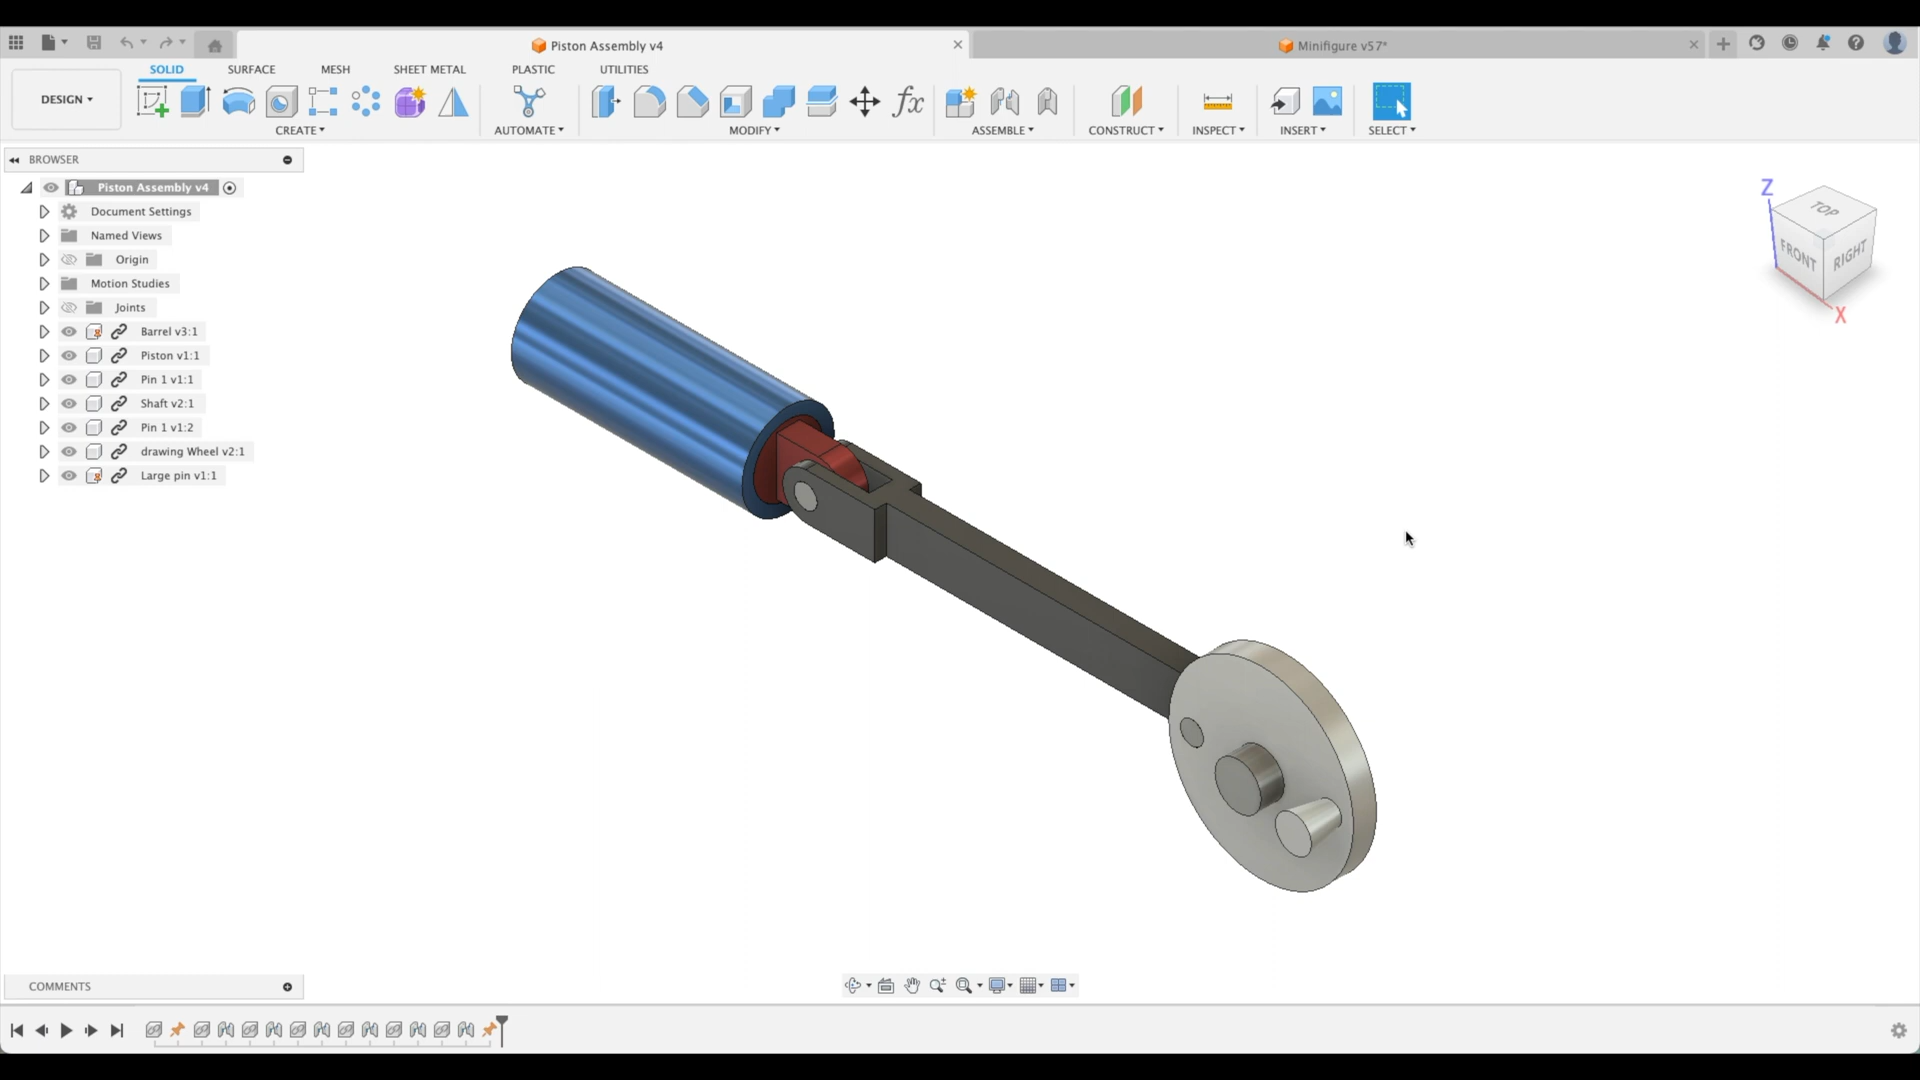 Piston Assembly v4
Minifigure v57*
SOLID SURFACE MESH SHEET METAL PLASTIC UTILITIES
DESIGN
fx
CREATE AUTOMATE MODIFY ASSEMBLE CONSTRUCT INSPECT INSERT SELECT
BROWSER
Piston Assembly v4
Document Settings
Named Views
Origin
Motion Studies
Joints
Barrel v3:1
Piston v1:1
Pin 1 v1:1
Shaft v2:1
Pin 1 v1:2
drawing Wheel v2:1
Large pin v1:1
Z
TOP
FRONT
RIGHT
X
COMMENTS